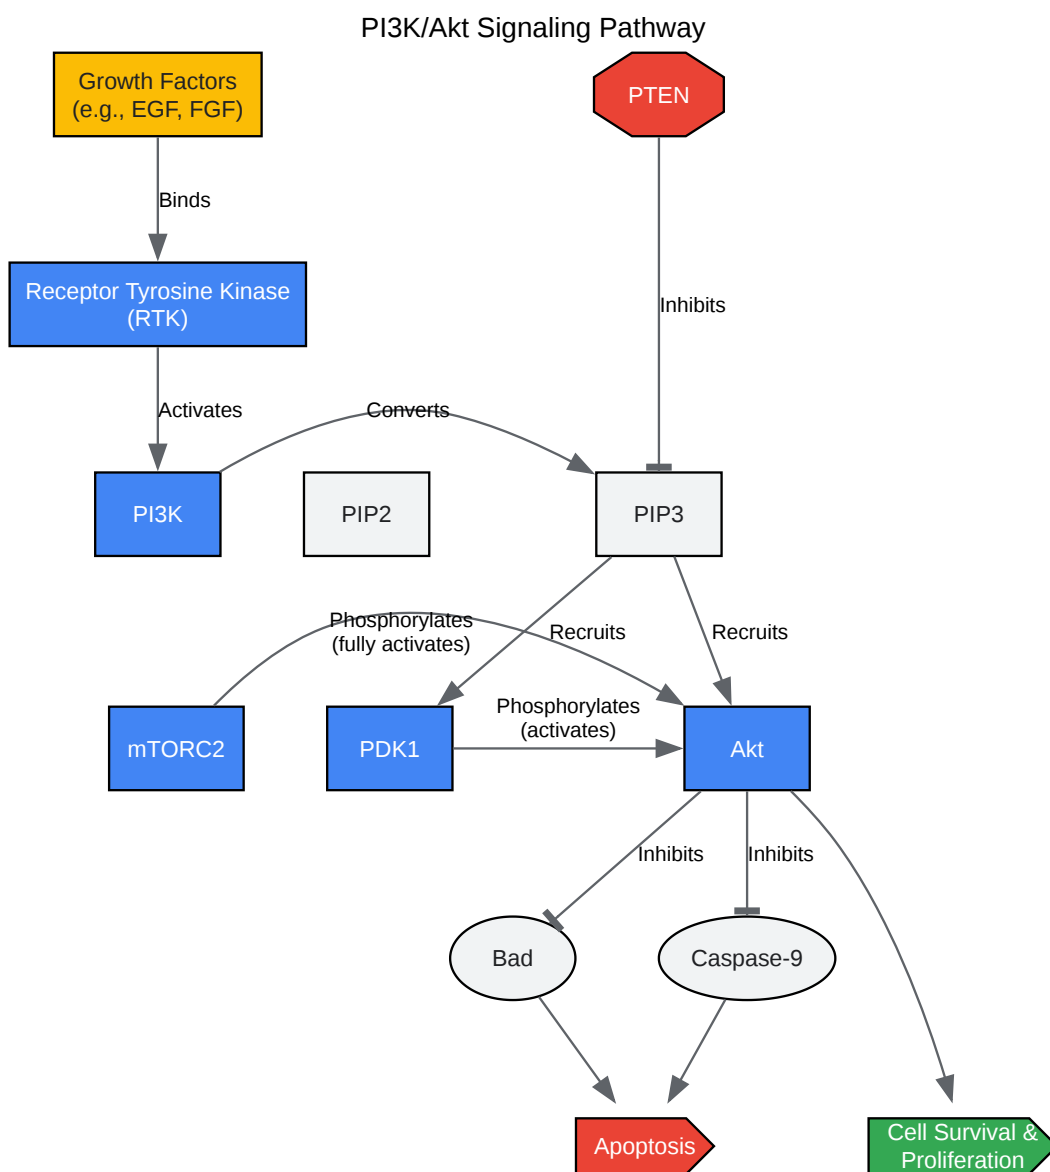 PI3K/Akt Signaling Pathway
Growth Factors
(e.g., EGF, FGF)
PTEN
Binds
Receptor Tyrosine Kinase
(RTK)
Inhibits
Activates
Converts
PI3K
PIP2
PIP3
Phosphorylates
(fully activates)
Recruits
Recruits
Phosphorylates
(activates)
mTORC2
PDK1
Akt
Inhibits
Inhibits
Bad
Caspase-9
Apoptosis
Cell Survival &
Proliferation